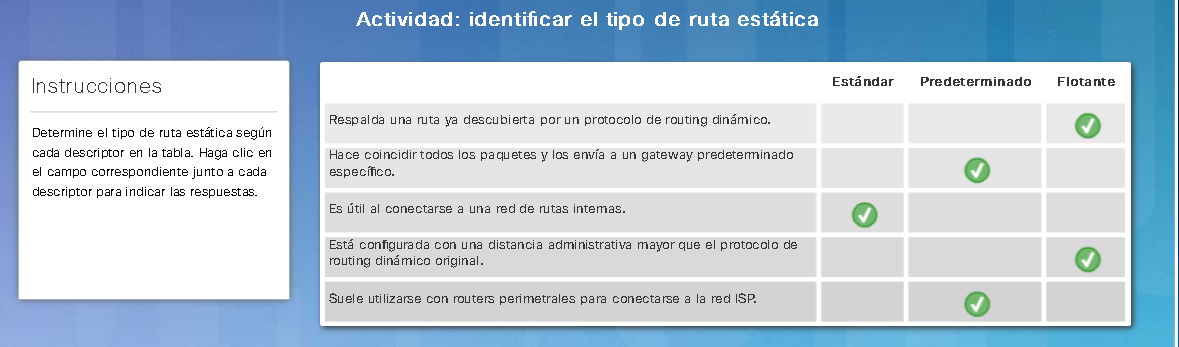 Actividad: identificar el tipo de ruta estática
Instrucciones
Determine el tipo de ruta estática según
cada descriptor en la tabla. Haga clic en
el campo correspondiente junto a cada
descriptor para indicar las respuestas.
Estándar Predeterminado Flotante
Respalda una ruta ya descubierta por un protocolo de routing dinámico.
Hace coincidir todos los paquetes y los envía a un gateway predeterminado
específico.
Es útil al conectarse a una red de rutas internas.
Está configurada con una distancia administrativa mayor que el protocolo de
routing dinámico original.
Suele utilizarse con routers perimetrales para conectarse a la red ISP.